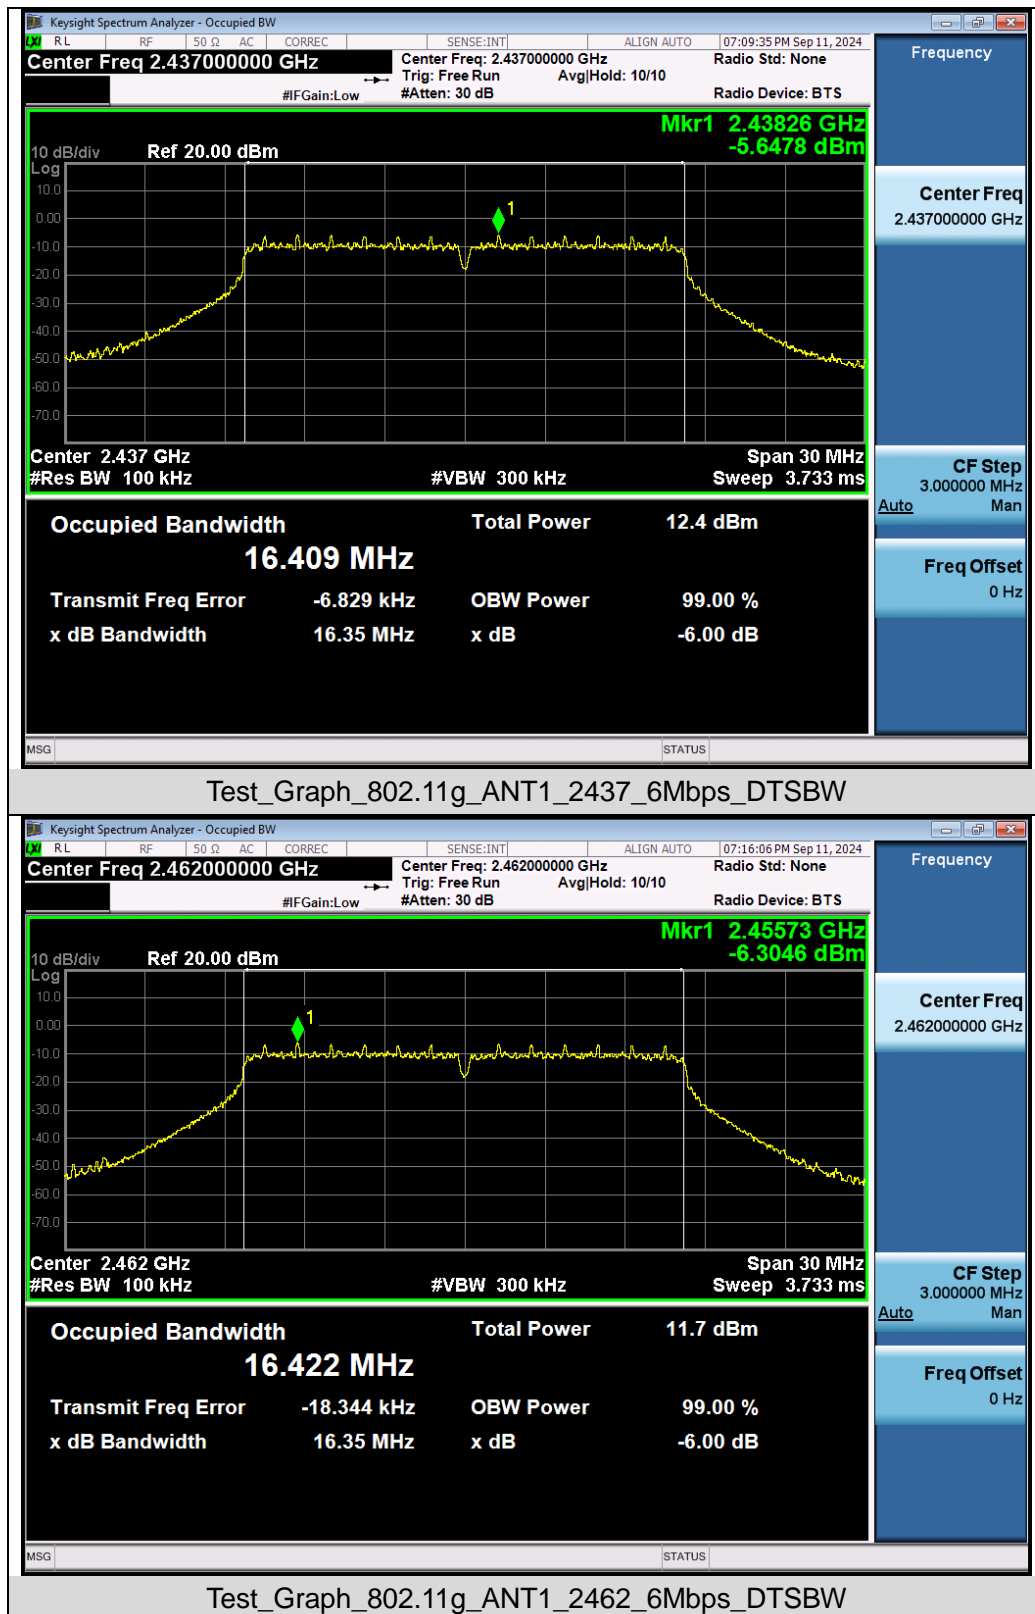 Keysight Spectrum Analyzer - Occupied BW
LXI RL RF 50 Ω AC CORREC SENSE:INT ALIGN AUTO 07:09:35 PM Sep 11, 2024
Center Freq 2.437000000 GHz Center Freq: 2.437000000 GHz Radio Std: None Frequency
Trig: Free Run Avg|Hold: 10/10
#IFGain:Low #Atten: 30 dB Radio Device: BTS
Mkr1 2.43826 GHz
10 dB/div Ref 20.00 dBm -5.6478 dBm
Log
10.0
0.00
-10.0
-20.0
-30.0
-40.0
-50.0
-60.0
-70.0
1
Center Freq
2.437000000 GHz
Center 2.437 GHz Span 30 MHz
#Res BW 100 kHz #VBW 300 kHz Sweep 3.733 ms
CF Step
3.000000 MHz
Auto Man
Occupied Bandwidth Total Power 12.4 dBm
16.409 MHz
Freq Offset
0 Hz
Transmit Freq Error -6.829 kHz OBW Power 99.00 %
x dB Bandwidth 16.35 MHz x dB -6.00 dB
MSG STATUS
Test_Graph_802.11g_ANT1_2437_6Mbps_DTSBW
Keysight Spectrum Analyzer - Occupied BW
LXI RL RF 50 Ω AC CORREC SENSE:INT ALIGN AUTO 07:16:06 PM Sep 11, 2024
Center Freq 2.462000000 GHz Center Freq: 2.462000000 GHz Radio Std: None Frequency
Trig: Free Run Avg|Hold: 10/10
#IFGain:Low #Atten: 30 dB Radio Device: BTS
Mkr1 2.45573 GHz
10 dB/div Ref 20.00 dBm -6.3046 dBm
Log
10.0
0.00
-10.0
-20.0
-30.0
-40.0
-50.0
-60.0
-70.0
1
Center Freq
2.462000000 GHz
Center 2.462 GHz Span 30 MHz
#Res BW 100 kHz #VBW 300 kHz Sweep 3.733 ms
CF Step
3.000000 MHz
Auto Man
Occupied Bandwidth Total Power 11.7 dBm
16.422 MHz
Freq Offset
0 Hz
Transmit Freq Error -18.344 kHz OBW Power 99.00 %
x dB Bandwidth 16.35 MHz x dB -6.00 dB
MSG STATUS
Test_Graph_802.11g_ANT1_2462_6Mbps_DTSBW